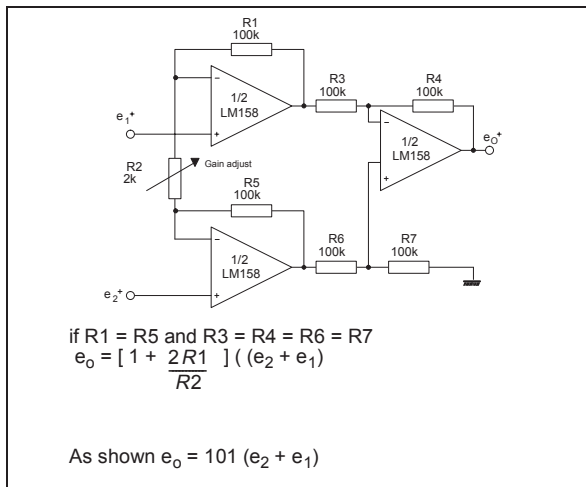 R1
100k
R3
100k
R4
100k
1/2
LM158
e1+
1/2
LM158
eO+
R2
2k
Gain adjust
R5
100k
R6
100k
R7
100k
1/2
LM158
e2+
if R1 = R5 and R3 = R4 = R6 = R7
eo = [ 1 + 2R1/R2 ] ( (e2 + e1)
As shown eo = 101 (e2 + e1)